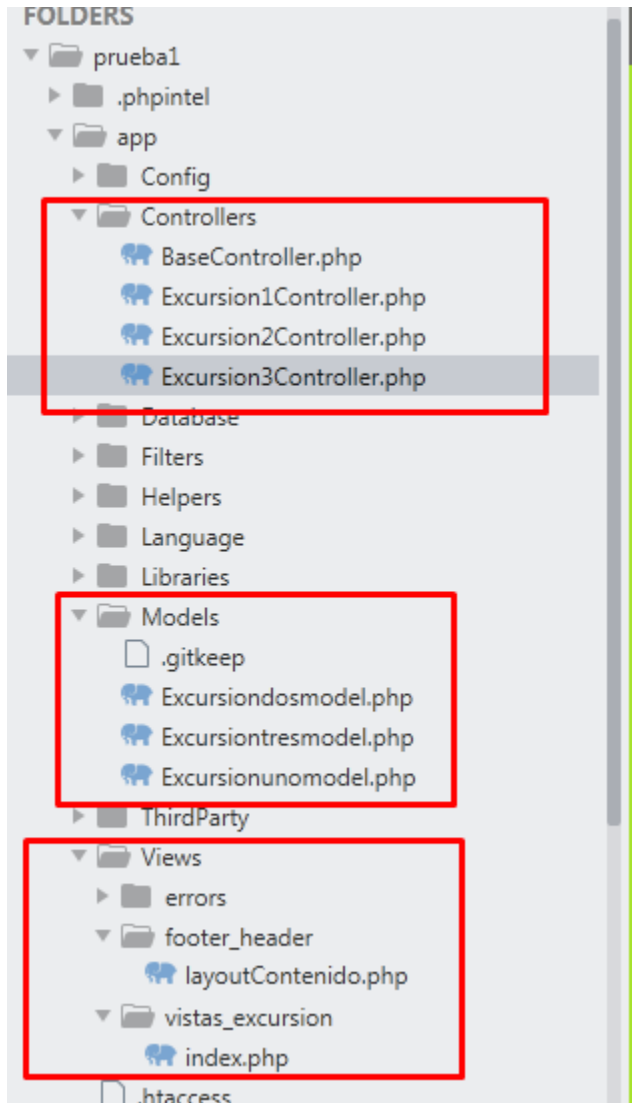 FOLDERS
prueba1
.phpintel
app
Config
Controllers
BaseController.php
Excursion1Controller.php
Excursion2Controller.php
Excursion3Controller.php
Database
Filters
Helpers
Language
Libraries
Models
.gitkeep
Excursiondosmodel.php
Excursiontresmodel.php
Excursionunomodel.php
ThirdParty
Views
errors
footer_header
layoutContenido.php
vistas_excursion
index.php
.htaccess